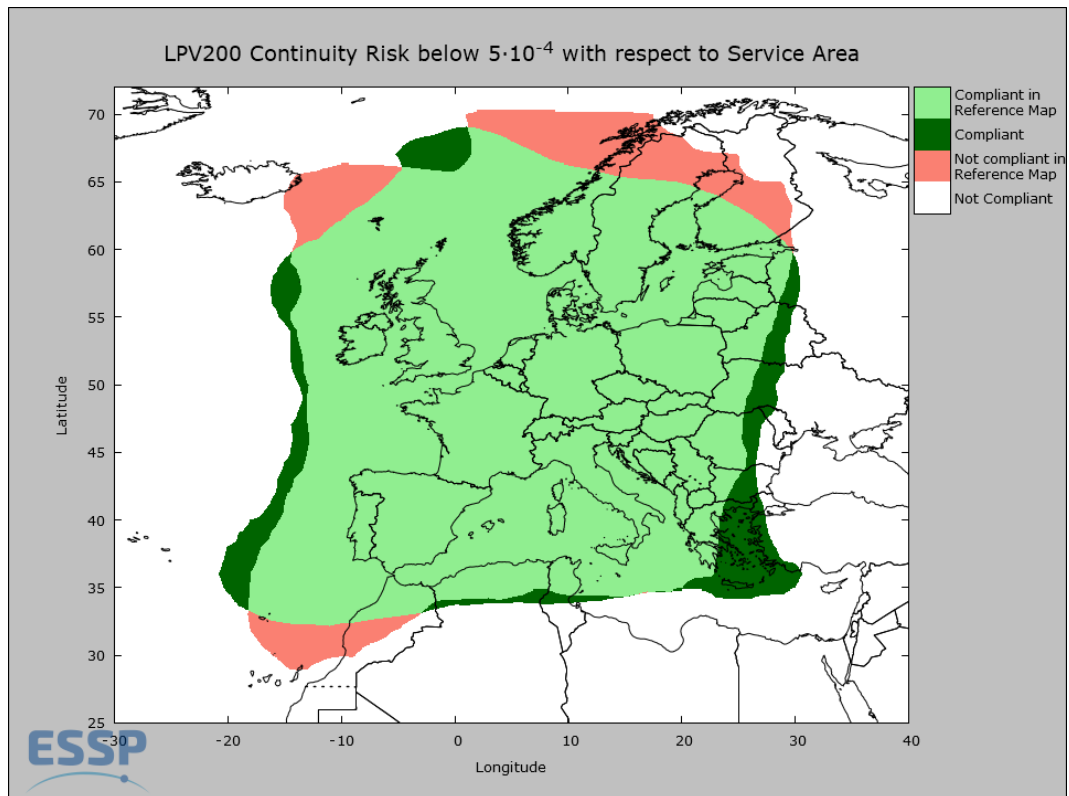 LPV200 Continuity Risk below 5·10⁻⁴ with respect to Service Area
Compliant in
Reference Map
Compliant
Not compliant in
Reference Map
Not Compliant
70
65
60
55
50
45
40
35
30
25
Latitude
-30
-20
-10
0
10
20
30
40
Longitude
ESSP